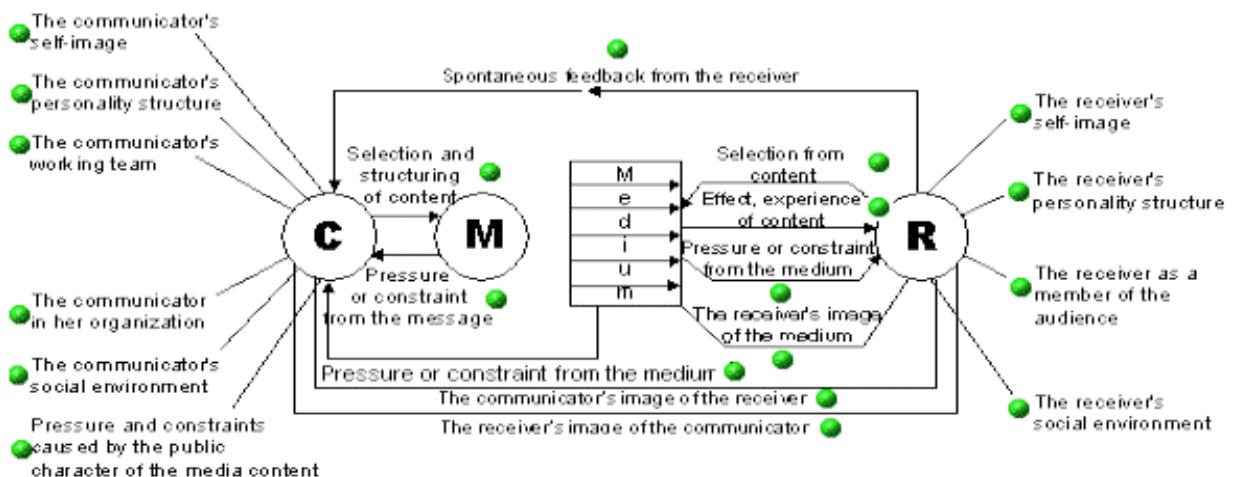 The communicator's
self-image
The communicator's
personality structure
The communicator's
working team
The communicator
in her organization
The communicator's
social environment
Pressure and constraints
caused by the public
character of the media content
Spontaneous feedback from the receiver
C
Selection and
structuring
of content
M
Pressure
or constraint
from the message
M
e
d
i
u
m
Selection from
content
Effect, experience
of content
Pressure or constraint
from the medium
The receiver's image
of the medium
R
Pressure or constraint from the medium
The communicator's image of the receiver
The receiver's image of the communicator
The receiver's
self-image
The receiver's
personality structure
The receiver as a
member of the
audience
The receiver's
social environment